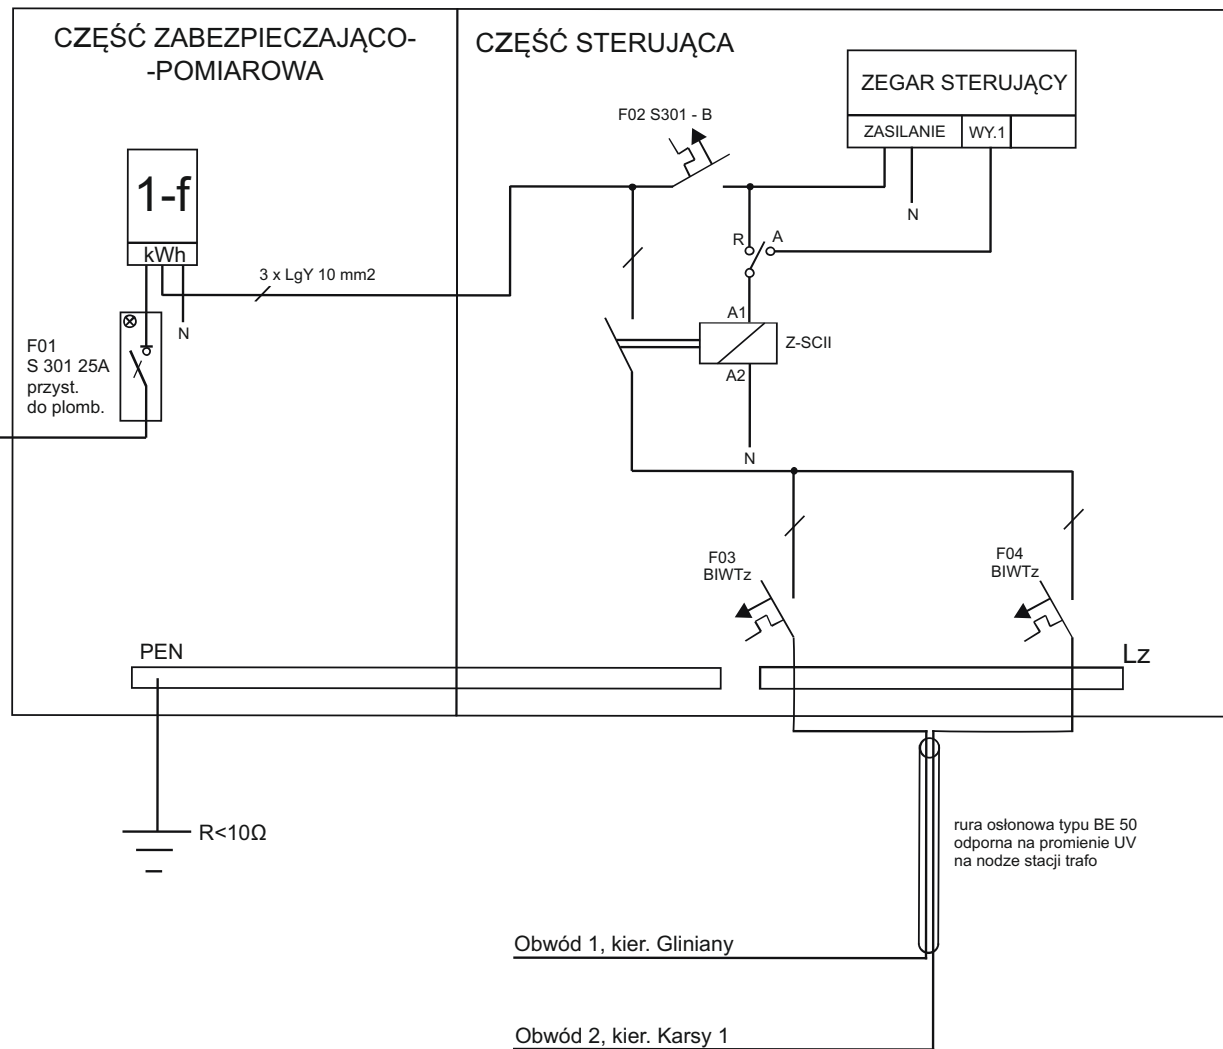 CZĘŚĆ ZABEZPIECZAJĄCO-
-POMIAROWA
CZĘŚĆ STERUJĄCA
ZEGAR STERUJĄCY
ZASILANIE
WY.1
F02 S301 - B
1-f
kWh
N
R
A
3 x LgY 10 mm2
N
F01
S 301 25A
przyst.
do plomb.
A1
Z-SCII
A2
N
F03
BIWTz
F04
BIWTz
PEN
Lz
R<10Ω
rura osłonowa typu BE 50
odporna na promienie UV
na nodze stacji trafo
Obwód 1, kier. Gliniany
Obwód 2, kier. Karsy 1